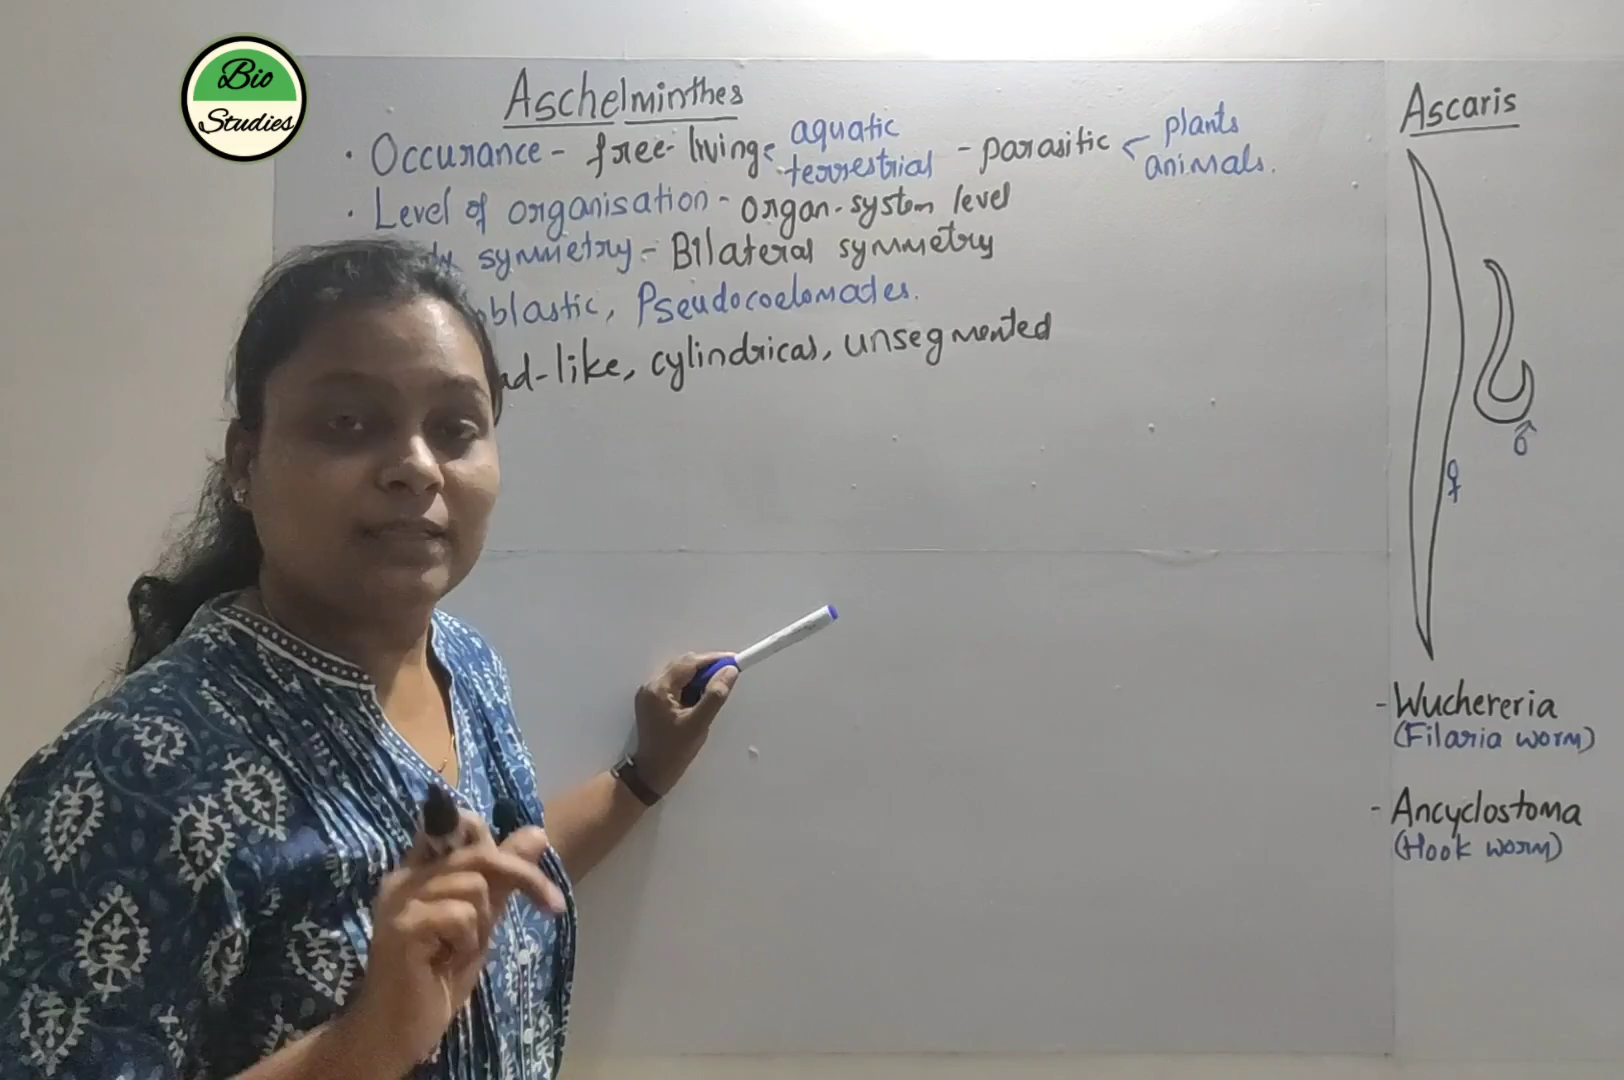 Bio
Studies
Aschelminthes
· Occurance - free-living < aquatic terrestrial - parasitic < plants animals.
· Level of organisation - Organ-system level
symmetry - Bilateral symmetry
blastic, Pseudocoelomades.
-like, cylindrical, unsegmented
Ascaris
♂
♀
- Wuchereria
(Filaria worm)
- Ancyclostoma
(Hook worm)